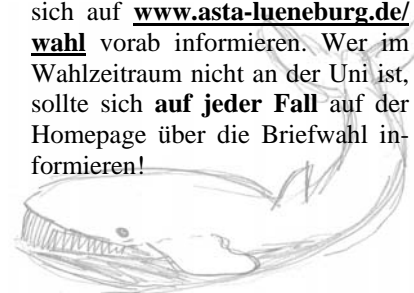 sich auf www.asta-lueneburg.de/
wahl vorab informieren. Wer im
Wahlzeitraum nicht an der Uni ist,
sollte sich auf jeder Fall auf der
Homepage über die Briefwahl in-
formieren!